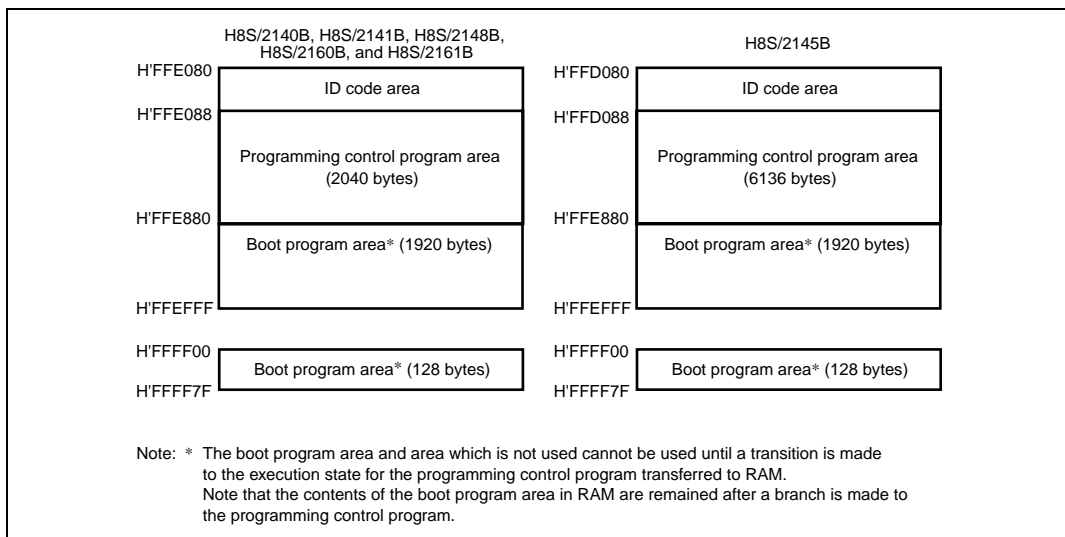 H8S/2140B, H8S/2141B, H8S/2148B,
H8S/2160B, and H8S/2161B
H'FFE080
ID code area
H'FFE088
Programming control program area
(2040 bytes)
H'FFE880
Boot program area* (1920 bytes)
H'FFEFFF
H'FFFF00
Boot program area* (128 bytes)
H'FFFF7F
H8S/2145B
H'FFD080
ID code area
H'FFD088
Programming control program area
(6136 bytes)
H'FFE880
Boot program area* (1920 bytes)
H'FFEFFF
H'FFFF00
Boot program area* (128 bytes)
H'FFFF7F
Note: * The boot program area and area which is not used cannot be used until a transition is made
to the execution state for the programming control program transferred to RAM.
Note that the contents of the boot program area in RAM are remained after a branch is made to
the programming control program.